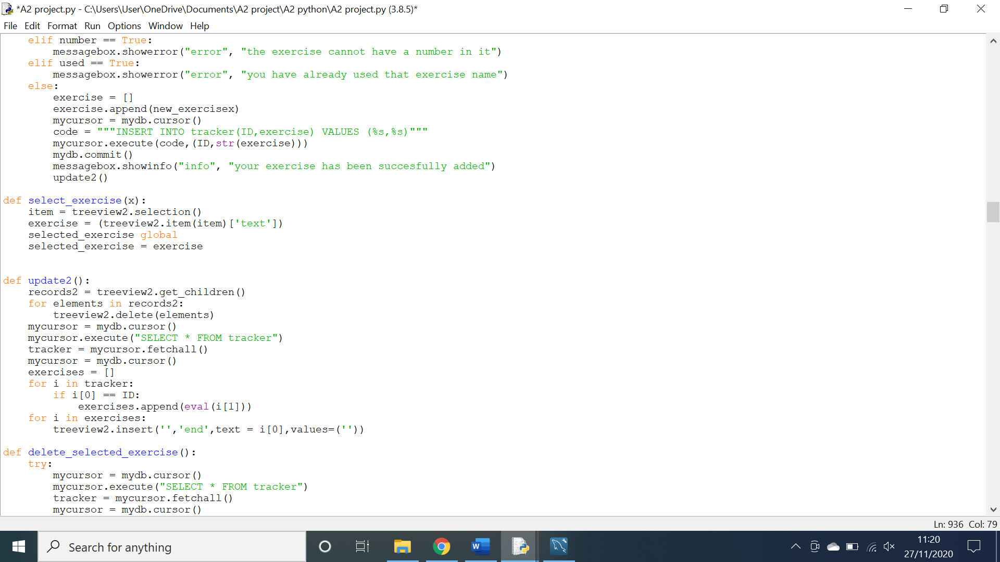 *A2 project.py - C:\Users\User\OneDrive\Documents\A2 project\A2 python\A2 project.py (3.8.5)*
File Edit Format Run Options Window Help
    elif number == True:
        messagebox.showerror("error", "the exercise cannot have a number in it")
    elif used == True:
        messagebox.showerror("error", "you have already used that exercise name")
    else:
        exercise = []
        exercise.append(new_exercisex)
        mycursor = mydb.cursor()
        code = """INSERT INTO tracker(ID,exercise) VALUES (%s,%s)"""
        mycursor.execute(code,(ID,str(exercise)))
        mydb.commit()
        messagebox.showinfo("info", "your exercise has been succesfully added")
        update2()
def select_exercise(x):
    item = treeview2.selection()
    exercise = (treeview2.item(item)['text'])
    selected_exercise global
    selected_exercise = exercise
def update2():
    records2 = treeview2.get_children()
    for elements in records2:
        treeview2.delete(elements)
    mycursor = mydb.cursor()
    mycursor.execute("SELECT * FROM tracker")
    tracker = mycursor.fetchall()
    mycursor = mydb.cursor()
    exercises = []
    for i in tracker:
        if i[0] == ID:
            exercises.append(eval(i[1]))
    for i in exercises:
        treeview2.insert('','end',text = i[0],values=(''))
def delete_selected_exercise():
    try:
        mycursor = mydb.cursor()
        mycursor.execute("SELECT * FROM tracker")
        tracker = mycursor.fetchall()
        mycursor = mydb.cursor()
Ln: 936 Col: 79
Search for anything
W
11:20
27/11/2020